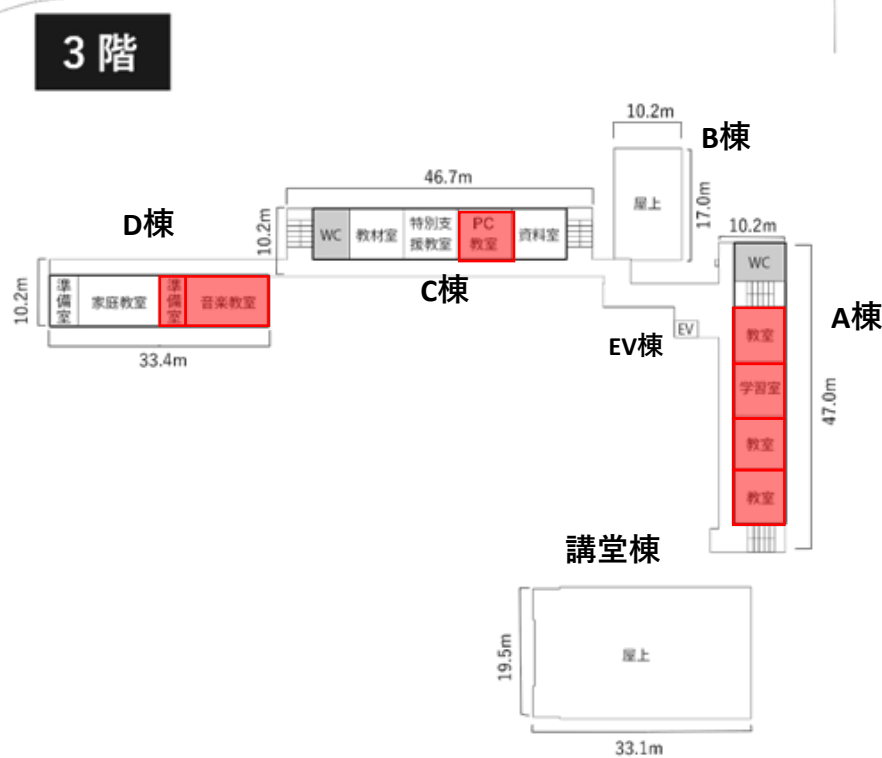 3階
10.2m
B棟
屋上
17.0m
46.7m
10.2m
WC
教材室
特別支
援教室
PC
教室
資料室
C棟
D棟
10.2m
準備室
家庭教室
準備室
音楽教室
33.4m
10.2m
WC
教室
学習室
教室
教室
A棟
47.0m
EV
EV棟
講堂棟
19.5m
屋上
33.1m